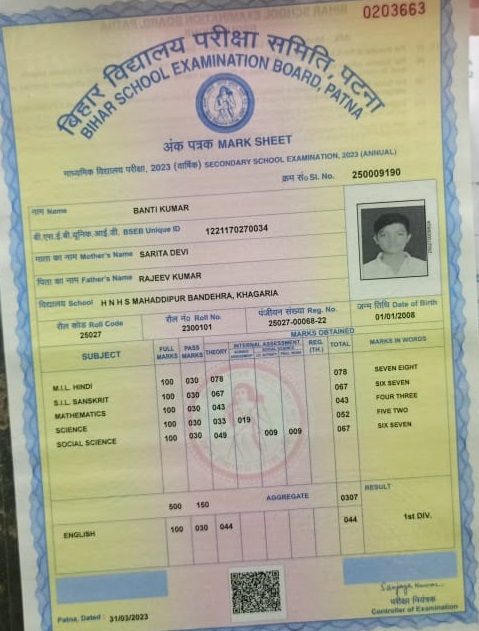 0203663
बिहार विद्यालय परीक्षा समिति, पटना
BIHAR SCHOOL EXAMINATION BOARD, PATNA
अंक पत्रक MARK SHEET
माध्यमिक विद्यालय परीक्षा, 2023 (वार्षिक) SECONDARY SCHOOL EXAMINATION, 2023 (ANNUAL)
क्रम सं० Sl. No. 250009190
नाम Name BANTI KUMAR
बी.एस.ई.बी यूनिक.आई.डी. BSEB Unique ID 1221170270034
माता का नाम Mother's Name SARITA DEVI
पिता का नाम Father's Name RAJEEV KUMAR
विद्यालय School H N H S MAHADDIPUR BANDEHRA, KHAGARIA
रौल कोड Roll Code रौल नं० Roll No. पंजीयन संख्या Reg. No. जन्म तिथि Date of Birth
25027 2300101 25027-00068-22 01/01/2008
MARKS OBTAINED
SUBJECT FULL MARKS PASS MARKS THEORY INTERNAL ASSESSMENT REG. (TH.) TOTAL MARKS IN WORDS
M.I.L. HINDI 100 030 078 078 SEVEN EIGHT
S.I.L. SANSKRIT 100 030 067 067 SIX SEVEN
MATHEMATICS 100 030 043 043 FOUR THREE
SCIENCE 100 030 033 019 052 FIVE TWO
SOCIAL SCIENCE 100 030 049 009 009 067 SIX SEVEN
500 150 AGGREGATE 0307 RESULT
ENGLISH 100 030 044 044 1st DIV.
परीक्षा नियंत्रक
Patna, Dated : 31/03/2023 Controller of Examination